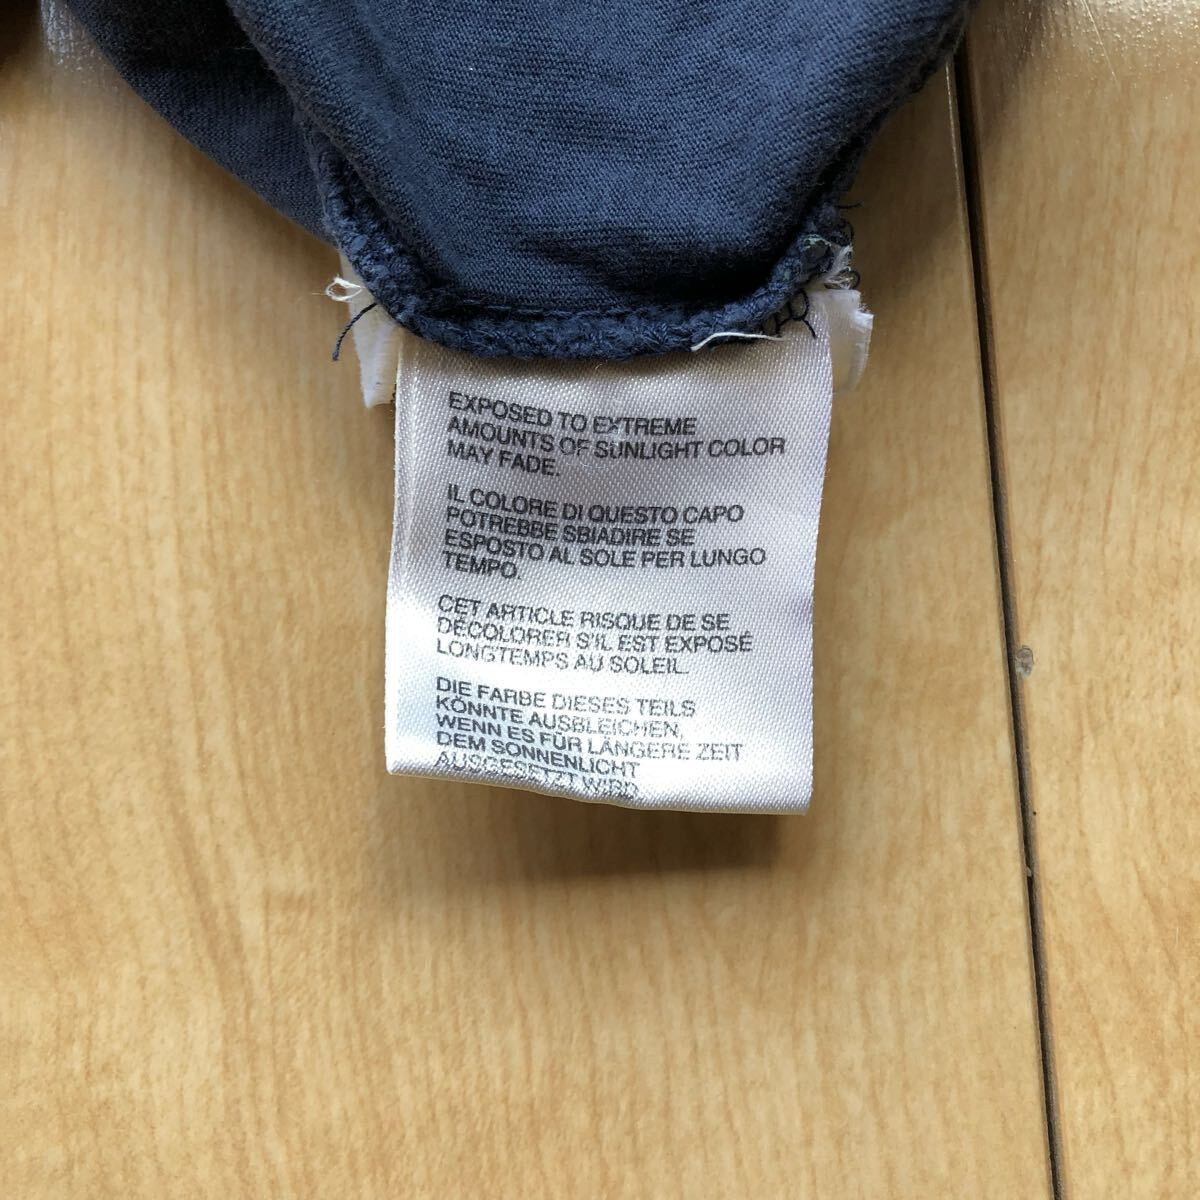 EXPOSED TO EXTREME
AMOUNTS OF SUNLIGHT COLOR
MAY FADE.
IL COLORE DI QUESTO CAPO
POTREBBE SBIADIRE SE
ESPOSTO AL SOLE PER LUNGO
TEMPO.
CET ARTICLE RISQUE DE SE
DÉCOLORER S'IL EST EXPOSÉ
LONGTEMPS AU SOLEIL.
DIE FARBE DIESES TEILS
KÖNNTE AUSBLEICHEN,
WENN ES FÜR LÄNGERE ZEIT
DEM SONNENLICHT
AUSGESETZT WIRD